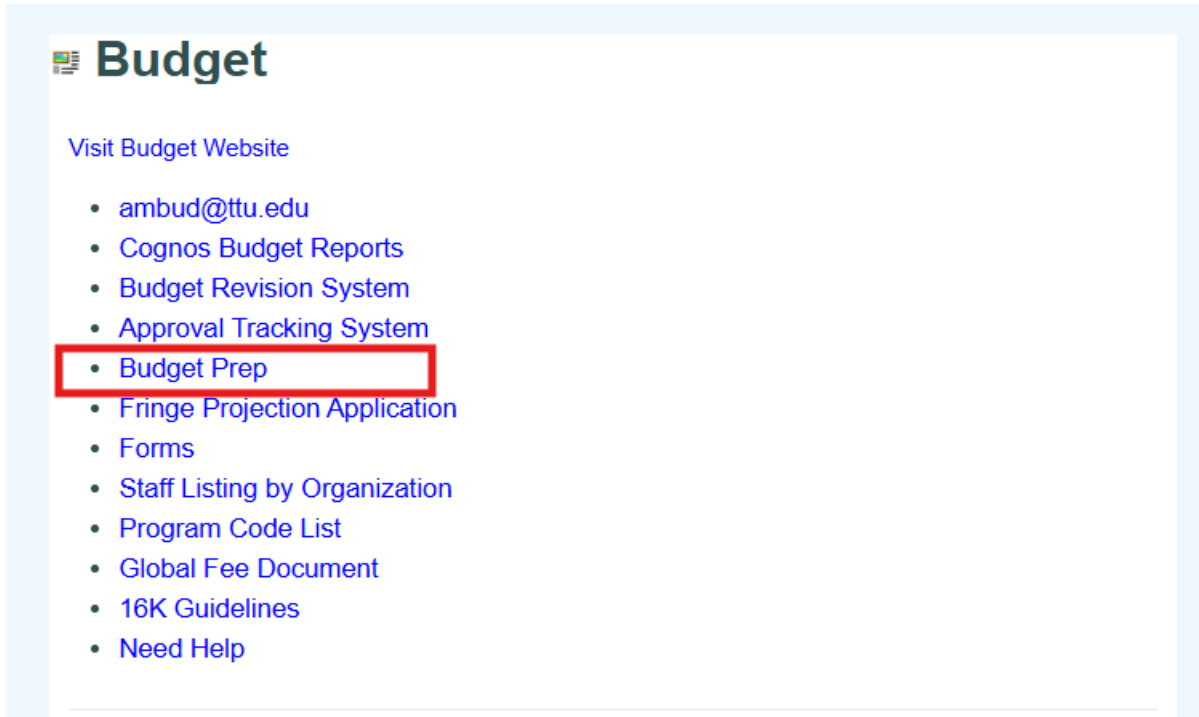 Budget
Visit Budget Website
ambud@ttu.edu
Cognos Budget Reports
Budget Revision System
Approval Tracking System
Budget Prep
Fringe Projection Application
Forms
Staff Listing by Organization
Program Code List
Global Fee Document
16K Guidelines
Need Help